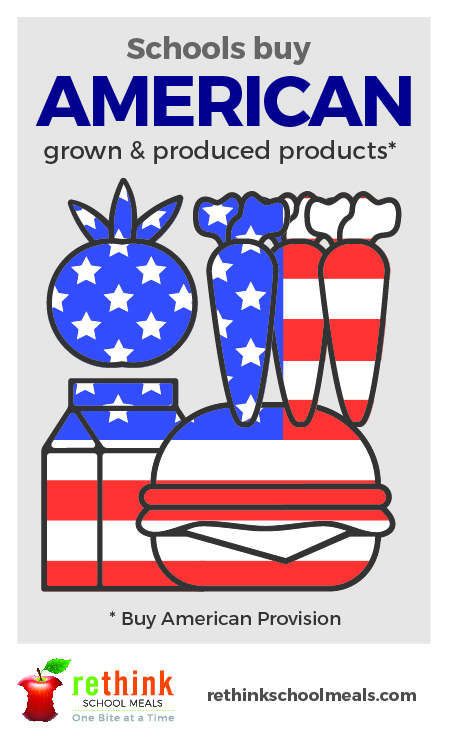 Schools buy
AMERICAN
grown & produced products*
* Buy American Provision
rethink
SCHOOL MEALS
One Bite at a Time
rethinkschoolmeals.com